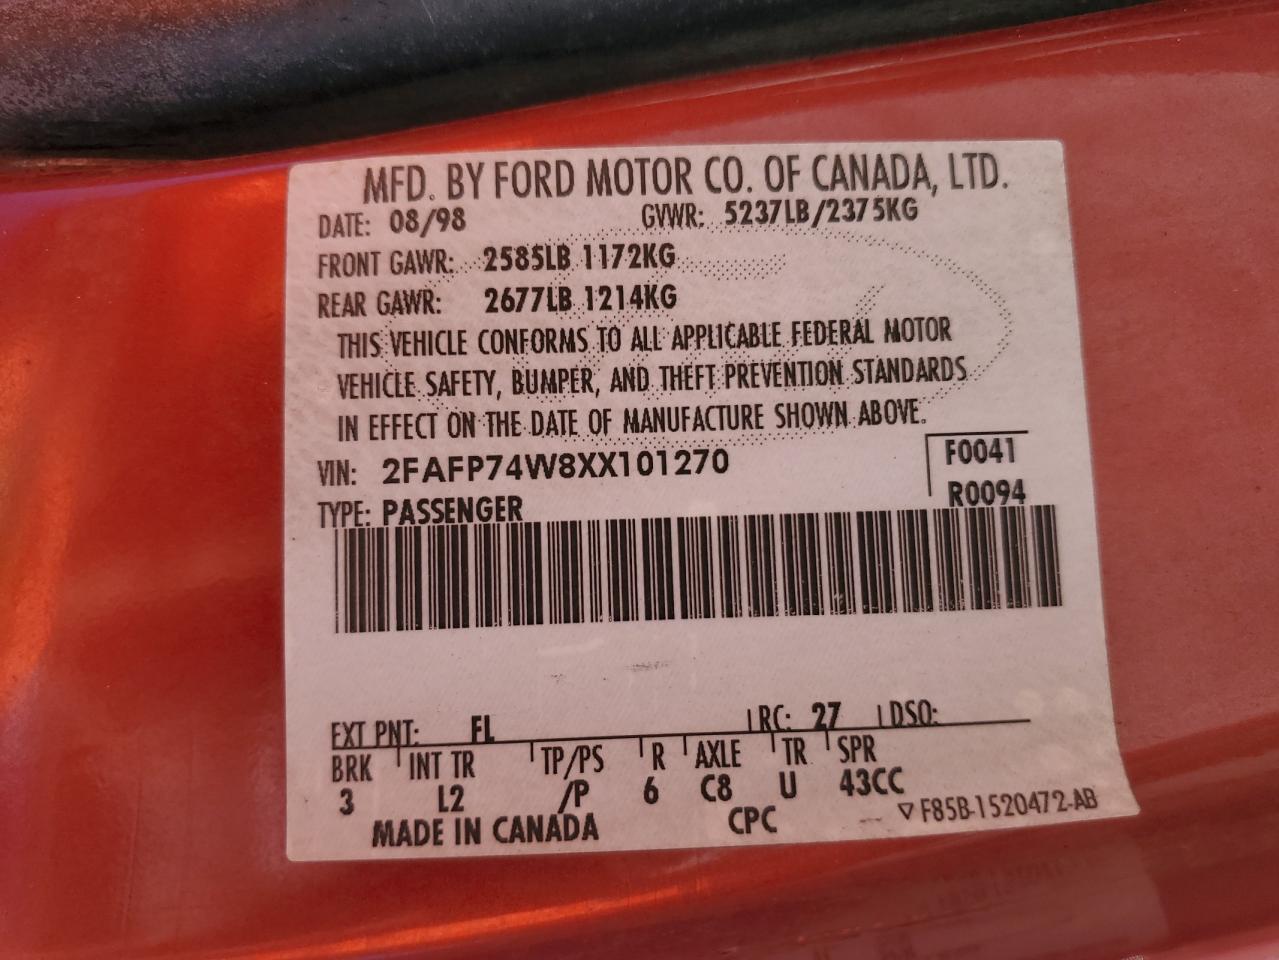 MFD. BY FORD MOTOR CO. OF CANADA, LTD.
DATE: 08/98 GVWR: 5237LB/2375KG
FRONT GAWR: 2585LB 1172KG
REAR GAWR: 2677LB 1214KG
THIS VEHICLE CONFORMS TO ALL APPLICABLE FEDERAL MOTOR
VEHICLE SAFETY, BUMPER, AND THEFT PREVENTION STANDARDS
IN EFFECT ON THE DATE OF MANUFACTURE SHOWN ABOVE.
VIN: 2FAFP74W8XX101270 F0041
TYPE: PASSENGER R0094
EXT PNT: FL RC: 27 DSO:
BRK INT TR TP/PS R AXLE TR SPR
3 L2 /P 6 C8 U 43CC
MADE IN CANADA CPC ▽F85B-1520472-AB